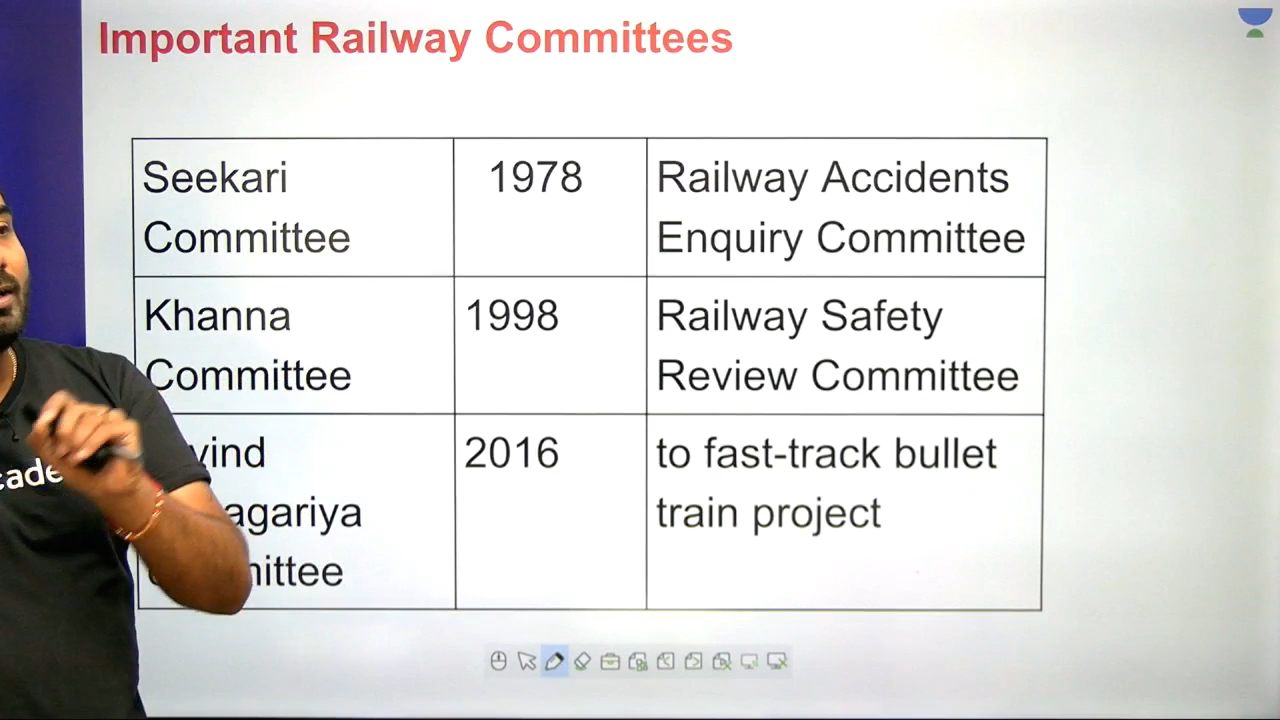 Important Railway Committees
Seekari
Committee
1978
Railway Accidents
Enquiry Committee
Khanna
Committee
1998
Railway Safety
Review Committee
2016
to fast-track bullet
train project